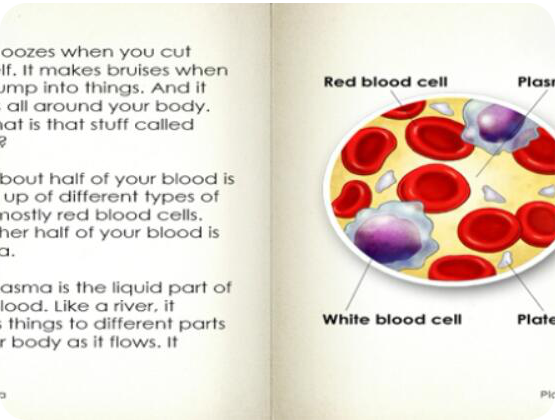 oozes when you cut
lf. It makes bruises when
ump into things. And it
s all around your body.
hat is that stuff called
?
bout half of your blood is
up of different types of
mostly red blood cells.
her half of your blood is
a.
asma is the liquid part of
lood. Like a river, it
s things to different parts
r body as it flows. It
Red blood cell
Plasm
White blood cell
Plate